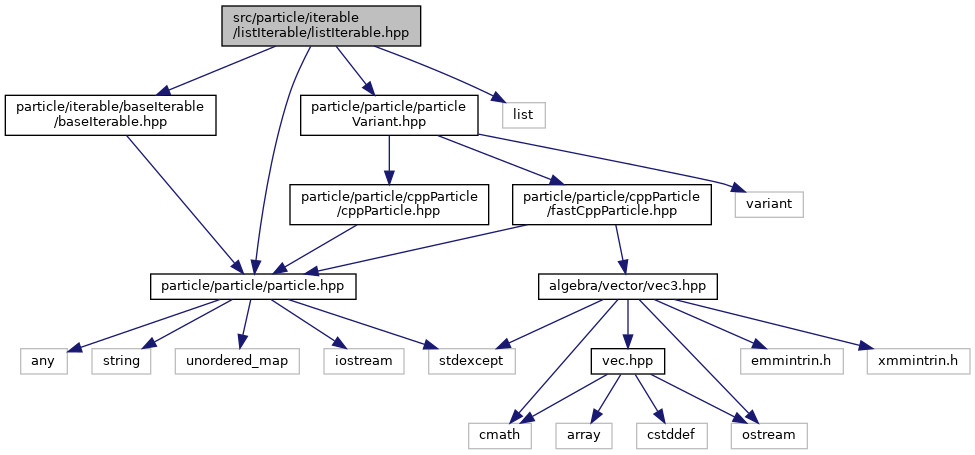 src/particle/iterable
/listIterable/listIterable.hpp
particle/iterable/baseIterable
/baseIterable.hpp
particle/particle/particle
Variant.hpp
list
particle/particle/cppParticle
/cppParticle.hpp
particle/particle/cppParticle
/fastCppParticle.hpp
variant
particle/particle/particle.hpp
algebra/vector/vec3.hpp
any
string
unordered_map
iostream
stdexcept
vec.hpp
emmintrin.h
xmmintrin.h
cmath
array
cstddef
ostream